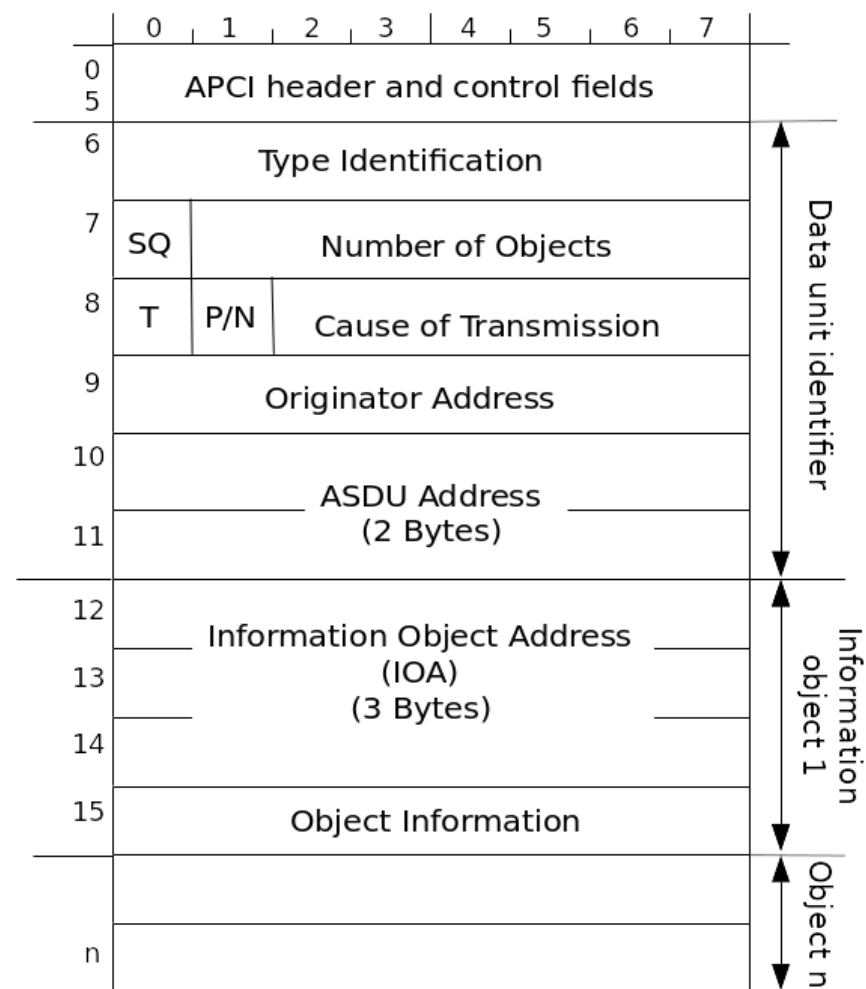 0 1 2 3 4 5 6 7
0
5
APCI header and control fields
6
Type Identification
7
SQ
Number of Objects
8
T
P/N
Cause of Transmission
9
Originator Address
10
11
ASDU Address
(2 Bytes)
Data unit identifier
12
13
14
Information Object Address
(IOA)
(3 Bytes)
15
Object Information
Information
object 1
n
Object n